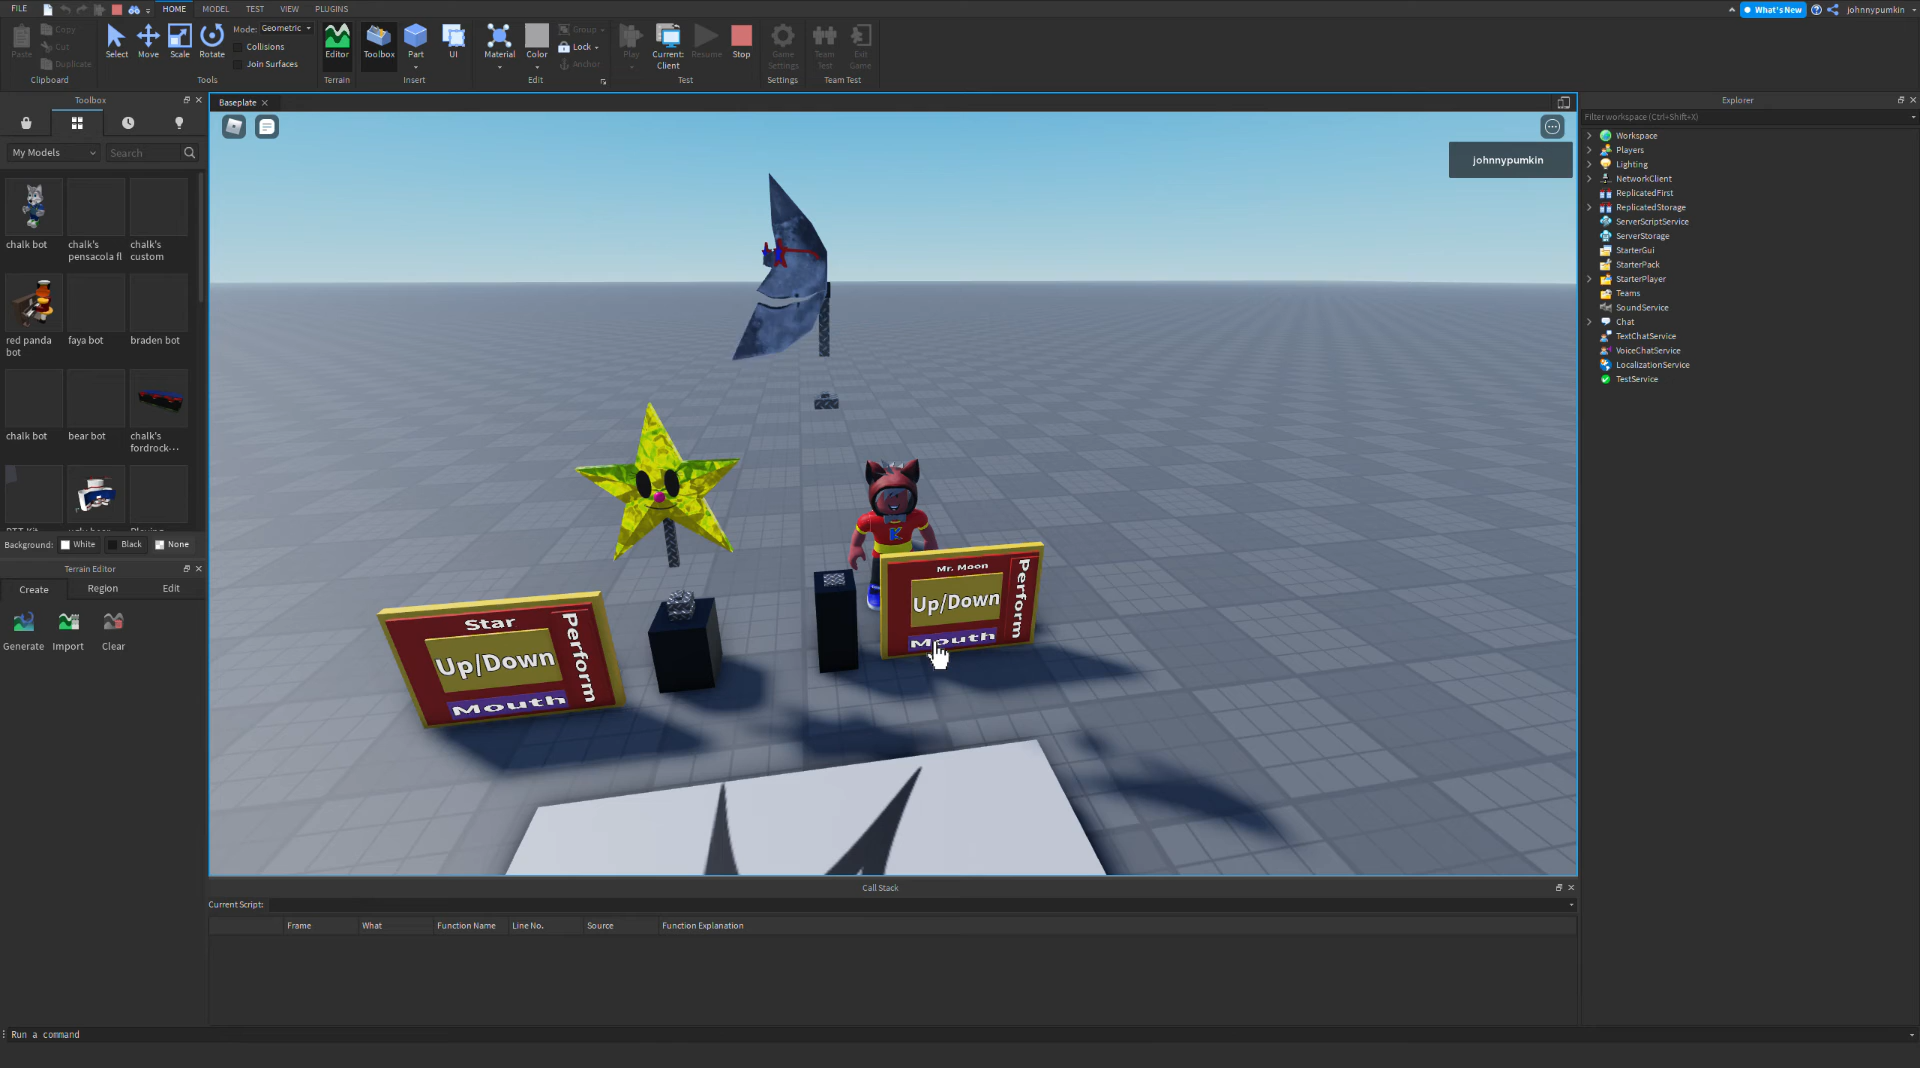 FILE HOME MODEL TEST VIEW PLUGINS
What's New johnnypumkin
Paste Copy Cut Duplicate
Clipboard
Select Move Scale Rotate
Mode: Geometric
Collisions
Join Surfaces
Tools
Editor
Terrain
Toolbox Part UI
Insert
Material Color
Group
Lock
Anchor
Edit
Play Current: Client Resume Stop
Test
Game Settings
Settings
Team Test Exit Game
Team Test
Toolbox
My Models
Search
chalk bot
chalk's pensacola fl
chalk's custom
red panda bot
faya bot
braden bot
chalk bot
bear bot
chalk's fordrock...
ugly bear
Background: White Black None
Terrain Editor
Create Region Edit
Generate Import Clear
Baseplate
johnnypumkin
K
Mr. Moon
Up/Down
Mouth
Perform
Star
Up/Down
Mouth
Perform
Call Stack
Current Script:
Frame What Function Name Line No. Source Function Explanation
Run a command
Explorer
Filter workspace (Ctrl+Shift+X)
Workspace
Players
Lighting
NetworkClient
ReplicatedFirst
ReplicatedStorage
ServerScriptService
ServerStorage
StarterGui
StarterPack
StarterPlayer
Teams
SoundService
Chat
TextChatService
VoiceChatService
LocalizationService
TestService